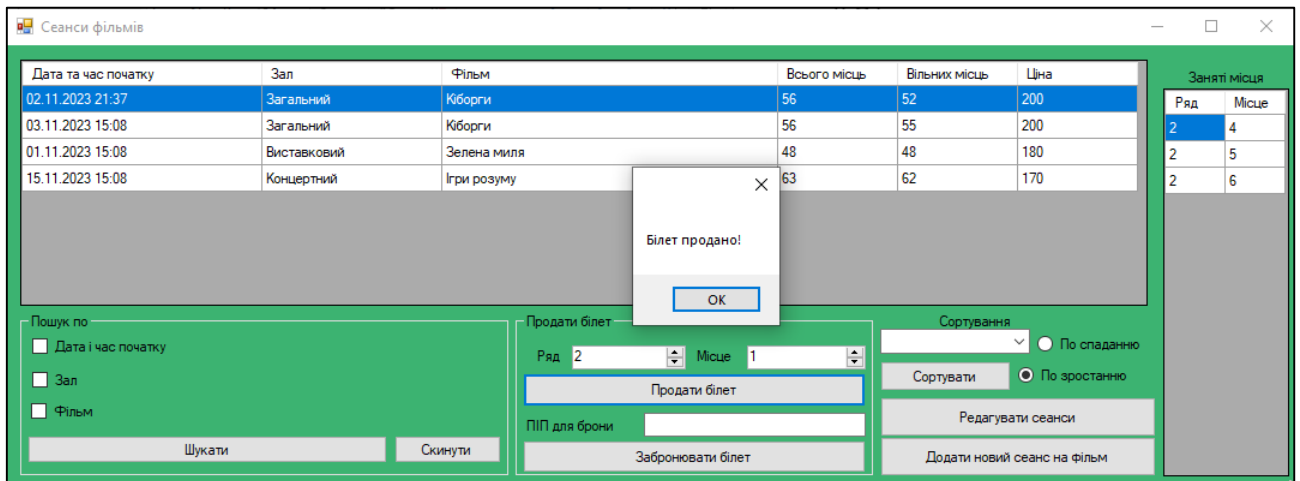 Сеанси фільмів
Дата та час початку Зал Фільм Всього місць Вільних місць Ціна
02.11.2023 21:37 Загальний Кіборги 56 52 200
03.11.2023 15:08 Загальний Кіборги 56 55 200
01.11.2023 15:08 Виставковий Зелена миля 48 48 180
15.11.2023 15:08 Концертний Ігри розуму 63 62 170
Заняті місця
Ряд Місце
2 4
2 5
2 6
Білет продано!
OK
Пошук по
Дата і час початку
Зал
Фільм
Шукати Скинути
Продати білет
Ряд 2 Місце 1
Продати білет
ПІП для брони
Забронювати білет
Сортування
По спаданню
Сортувати По зростанню
Редагувати сеанси
Додати новий сеанс на фільм